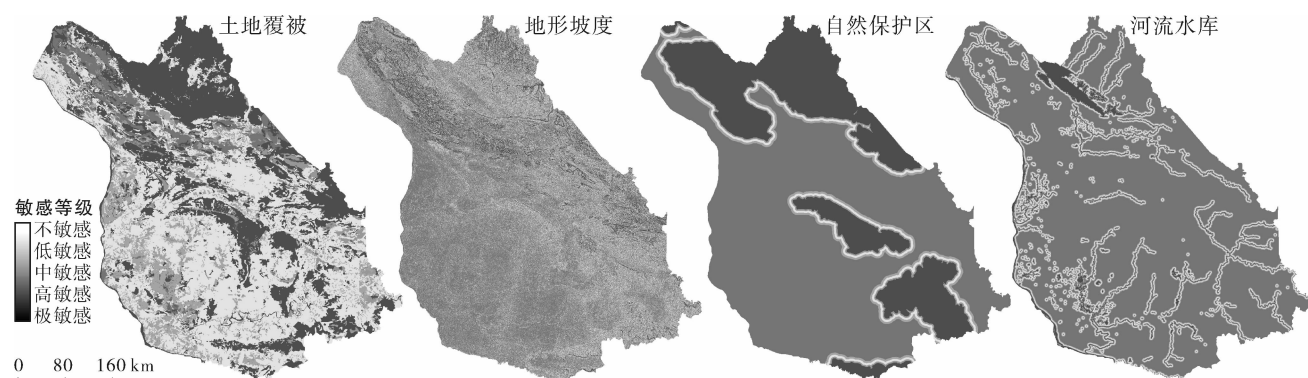 土地覆被
地形坡度
自然保护区
河流水库
敏感等级
不敏感
低敏感
中敏感
高敏感
极敏感
0 80 160 km